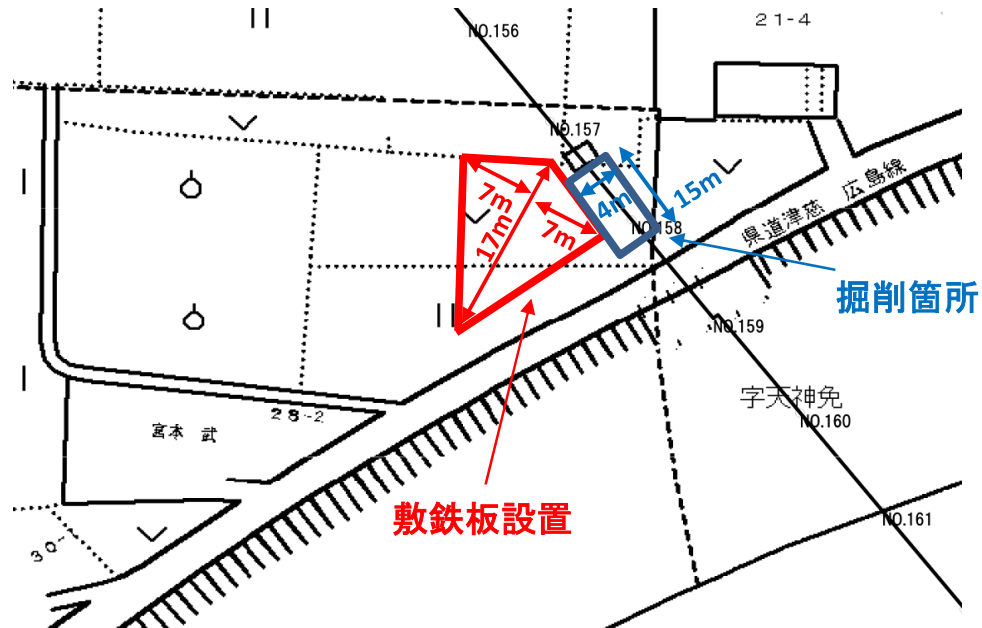 21-4
NO.156
NO.157
7m
17m
7m
4m
15m
NO.158
県道津慈 広島線
掘削箇所
NO.159
字天神免
NO.160
28-2
宮本 武
敷鉄板設置
NO.161